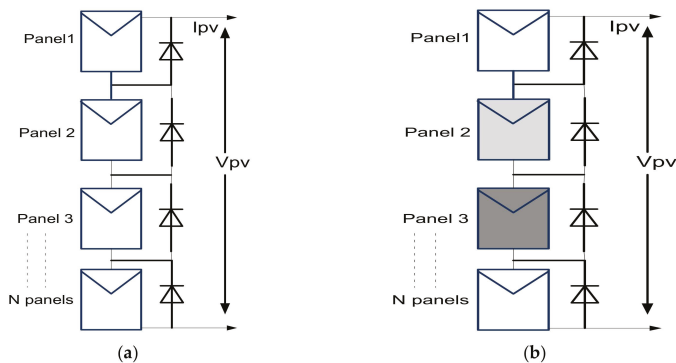 Panel1
Ipv
Panel 2
Vpv
Panel 3
N panels
(a)
Panel1
Ipv
Panel 2
Vpv
Panel 3
N panels
(b)